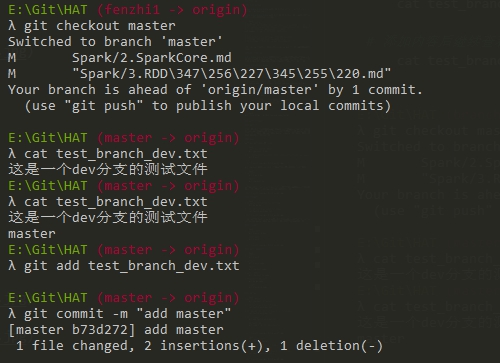 E:\Git\HAT (fenzhi1 -> origin)
λ git checkout master
Switched to branch 'master'
M       Spark/2.SparkCore.md
M       "Spark/3.RDD\347\256\227\345\255\220.md"
Your branch is ahead of 'origin/master' by 1 commit.
  (use "git push" to publish your local commits)
E:\Git\HAT (master -> origin)
λ cat test_branch_dev.txt
这是一个dev分支的测试文件
E:\Git\HAT (master -> origin)
λ cat test_branch_dev.txt
这是一个dev分支的测试文件
master
E:\Git\HAT (master -> origin)
λ git add test_branch_dev.txt
E:\Git\HAT (master -> origin)
λ git commit -m "add master"
[master b73d272] add master
 1 file changed, 2 insertions(+), 1 deletion(-)